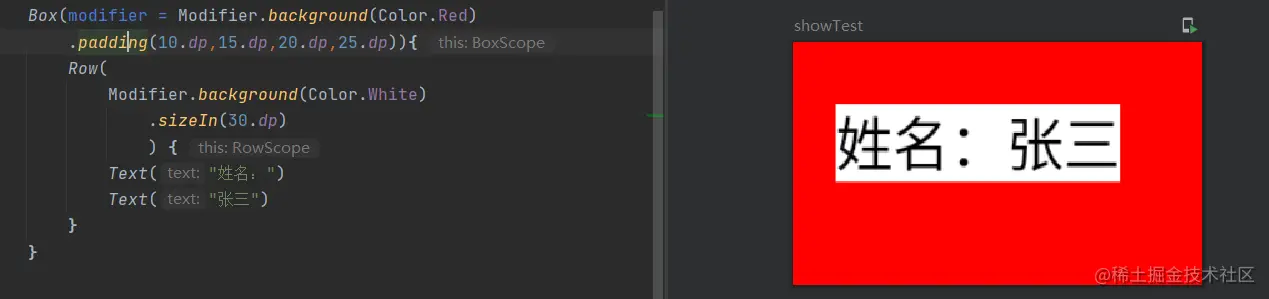 Box(modifier = Modifier.background(Color.Red)
.padding(10.dp,15.dp,20.dp,25.dp)){ this: BoxScope
Row(
Modifier.background(Color.White)
.sizeIn(30.dp)
) { this: RowScope
Text( text: "姓名：")
Text( text: "张三")
}
}
showTest
姓名：张三
@稀土掘金技术社区